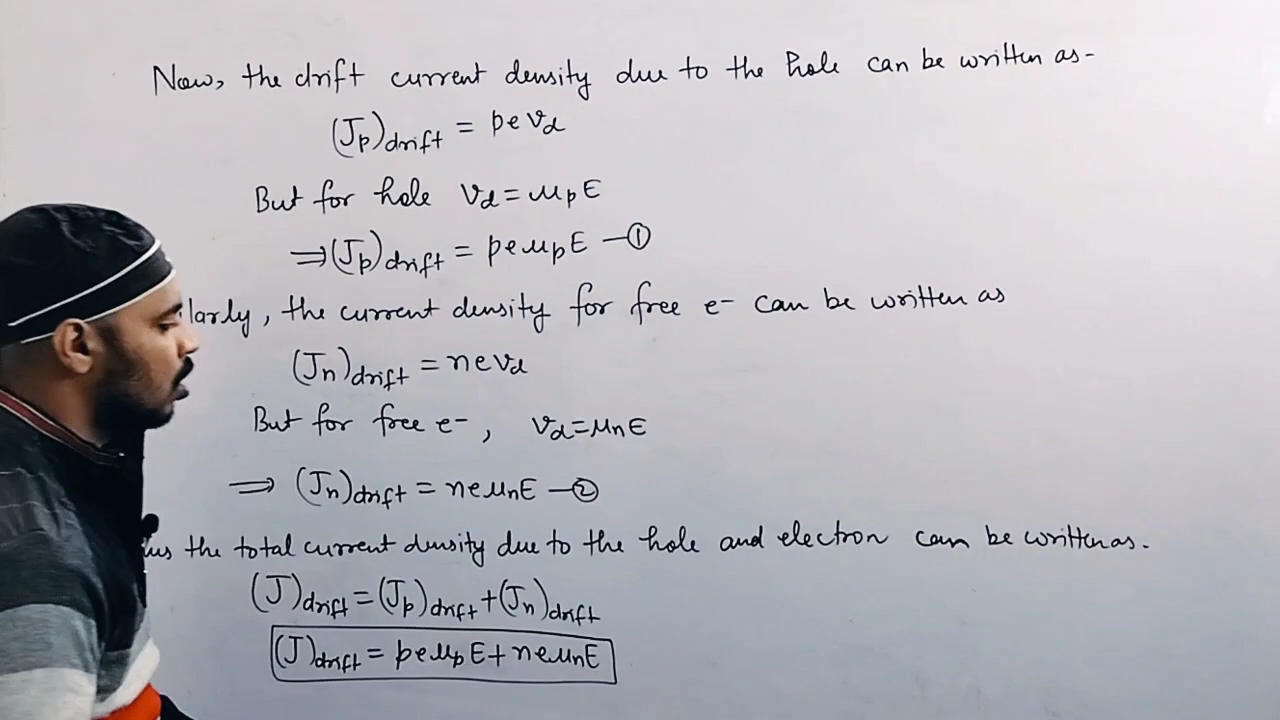 Now, the drift current density due to the hole can be written as-
(Jp)drift = peVd
But for hole Vd = μpE
⇒(Jp)drift = peμpE —①
larly, the current density for free e- can be written as
(Jn)drift = neVd
But for free e-, Vd = μnE
⇒ (Jn)drift = neμnE —②
us the total current density due to the hole and electron can be written as.
(J)drift = (Jp)drift + (Jn)drift
(J)drift = peμpE + neμnE